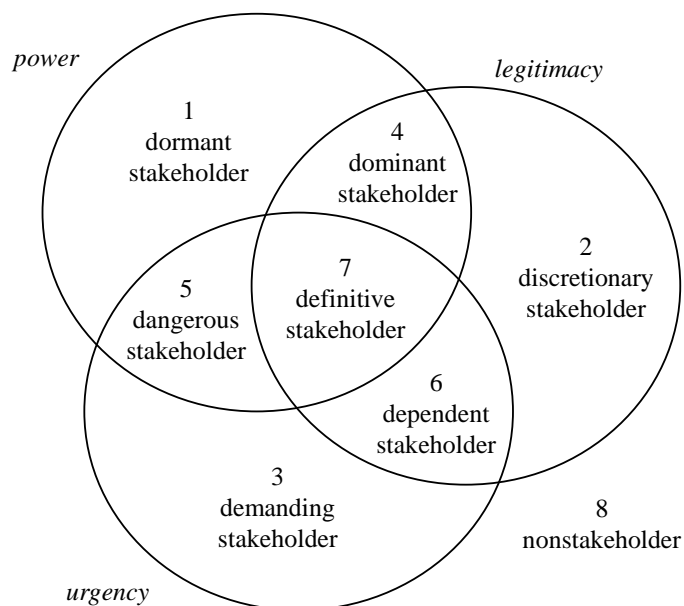 power
legitimacy
1
dormant
stakeholder
4
dominant
stakeholder
2
discretionary
stakeholder
5
dangerous
stakeholder
7
definitive
stakeholder
6
dependent
stakeholder
3
demanding
stakeholder
8
nonstakeholder
urgency